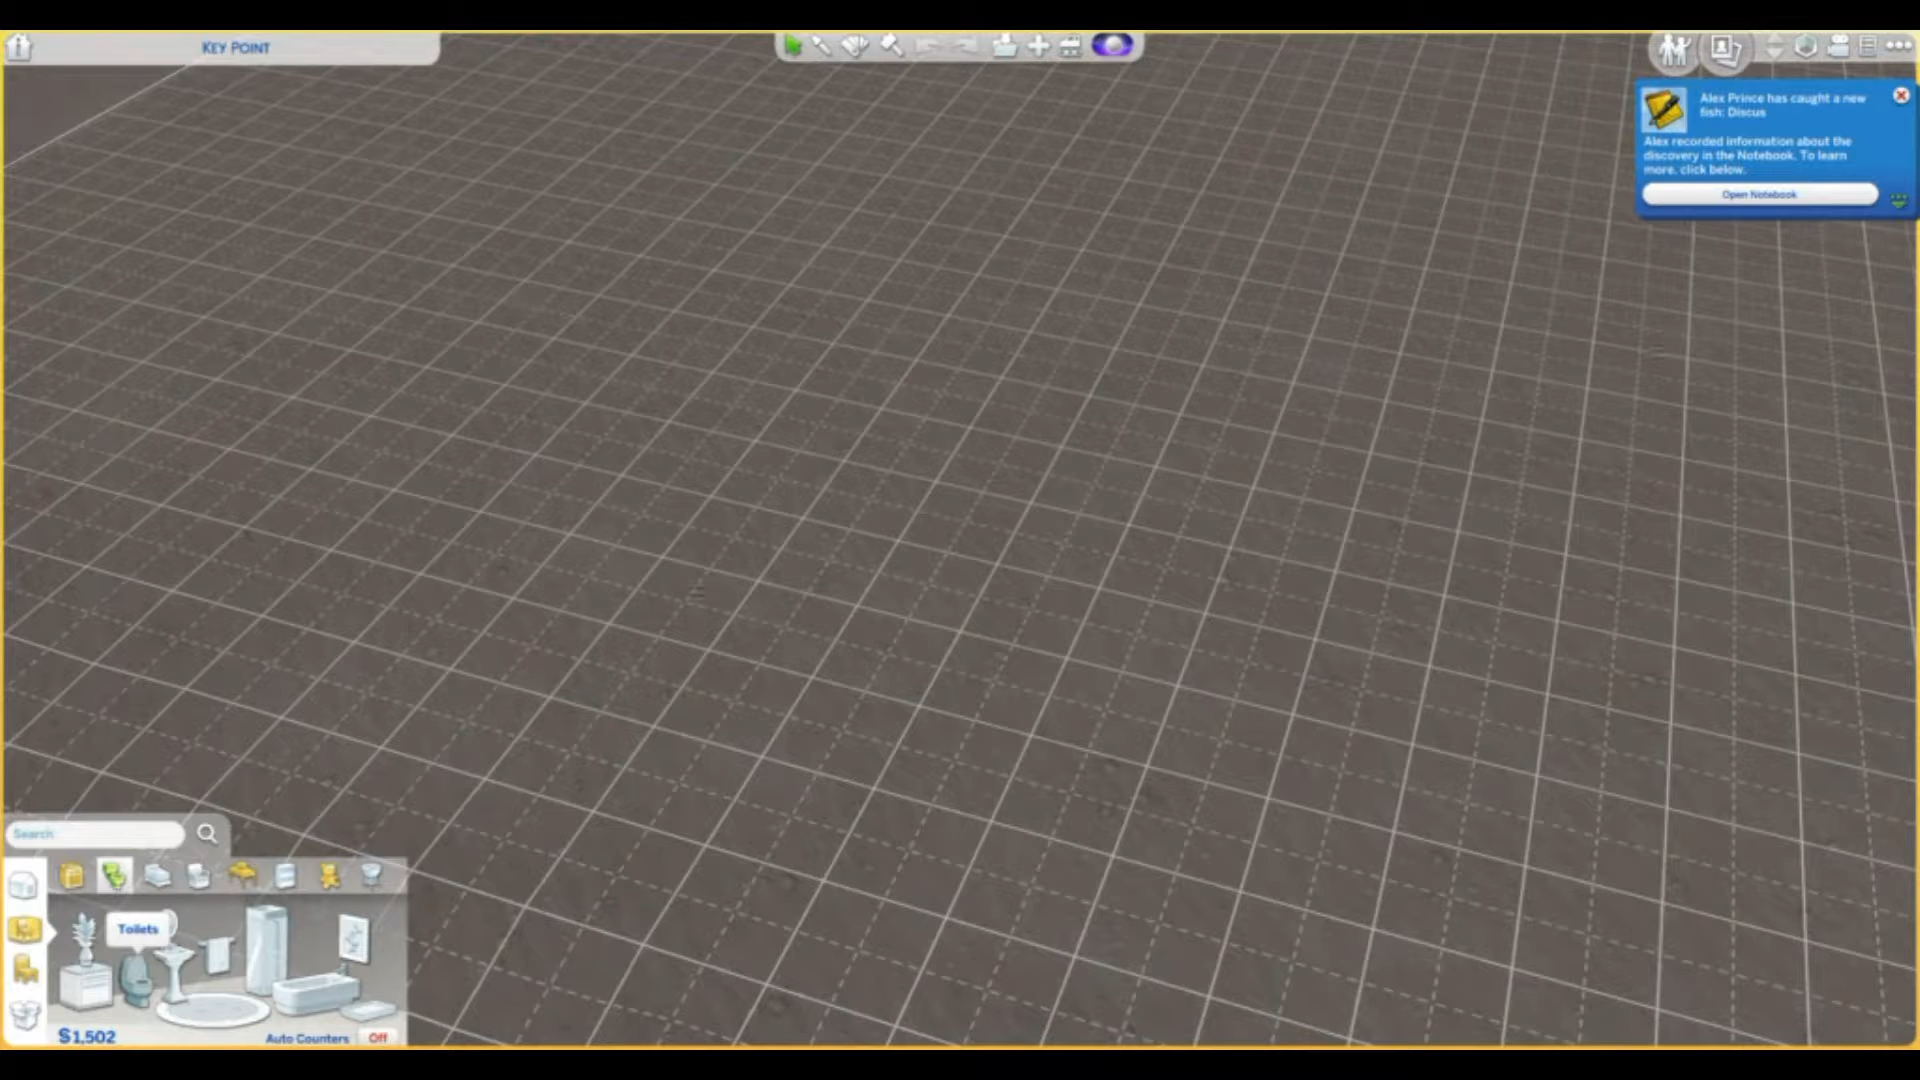 KEY POINT
Alex Prince has caught a new
fish: Discus
Alex recorded information about the
discovery in the Notebook. To learn
more, click below.
Open Notebook
Search
Toilets
§1,502
Auto Counters
Off